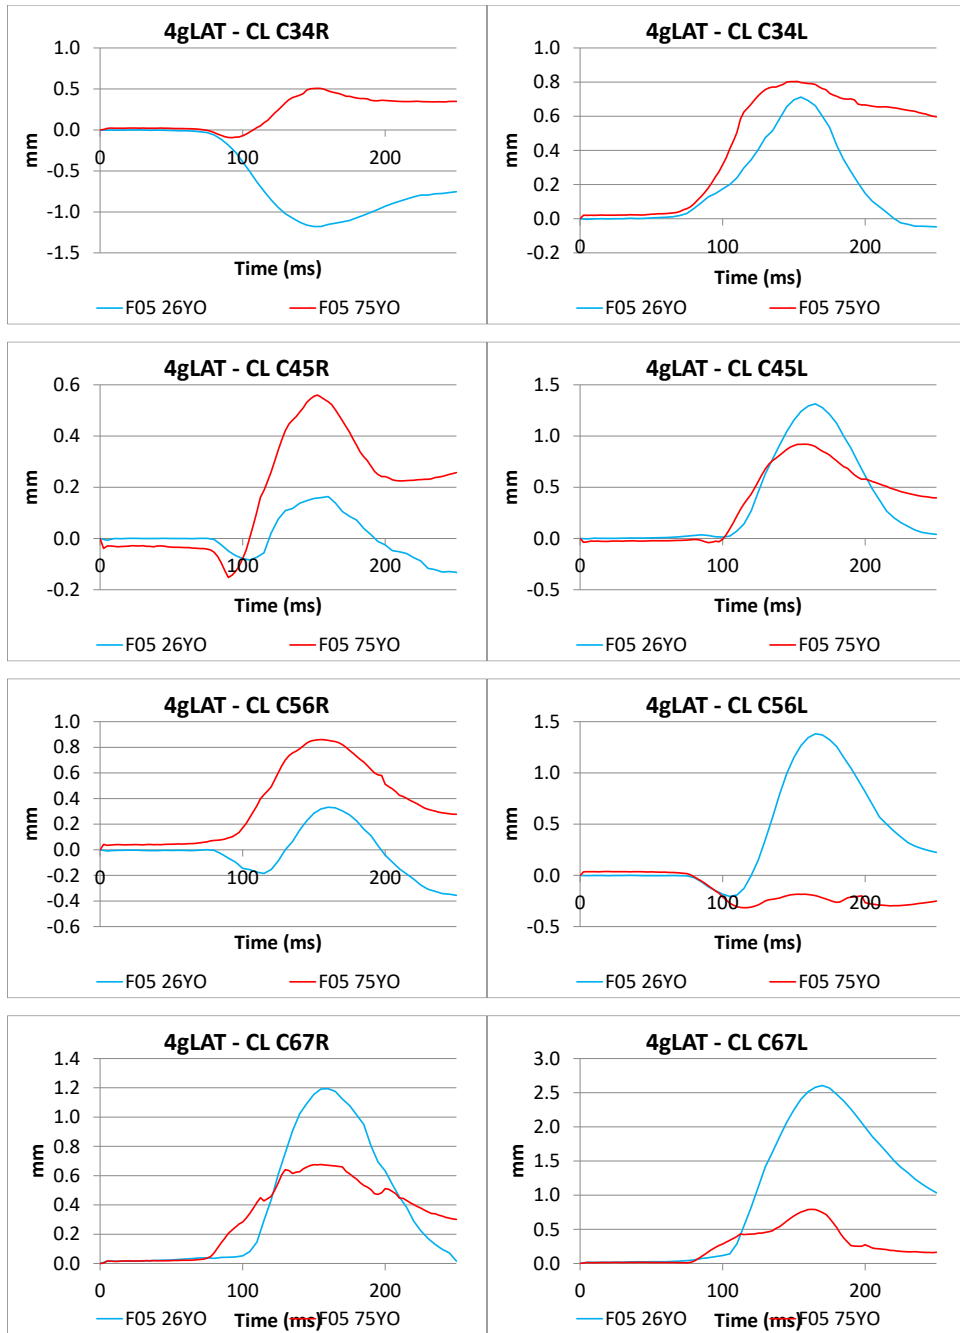 4gLAT - CL C34R
1.0
0.5
0.0
-0.5
-1.0
-1.5
mm
0 100 200
Time (ms)
F05 26YO F05 75YO
4gLAT - CL C34L
1.0
0.8
0.6
0.4
0.2
0.0
-0.2
mm
0 100 200
Time (ms)
F05 26YO F05 75YO
4gLAT - CL C45R
0.6
0.4
0.2
0.0
-0.2
mm
0 100 200
Time (ms)
F05 26YO F05 75YO
4gLAT - CL C45L
1.5
1.0
0.5
0.0
-0.5
mm
0 100 200
Time (ms)
F05 26YO F05 75YO
4gLAT - CL C56R
1.0
0.8
0.6
0.4
0.2
0.0
-0.2
-0.4
-0.6
mm
0 100 200
Time (ms)
F05 26YO F05 75YO
4gLAT - CL C56L
1.5
1.0
0.5
0.0
-0.5
mm
0 100 200
Time (ms)
F05 26YO F05 75YO
4gLAT - CL C67R
1.4
1.2
1.0
0.8
0.6
0.4
0.2
0.0
mm
0 100 200
Time (ms)
F05 26YO F05 75YO
4gLAT - CL C67L
3.0
2.5
2.0
1.5
1.0
0.5
0.0
mm
0 100 200
Time (ms)
F05 26YO F05 75YO